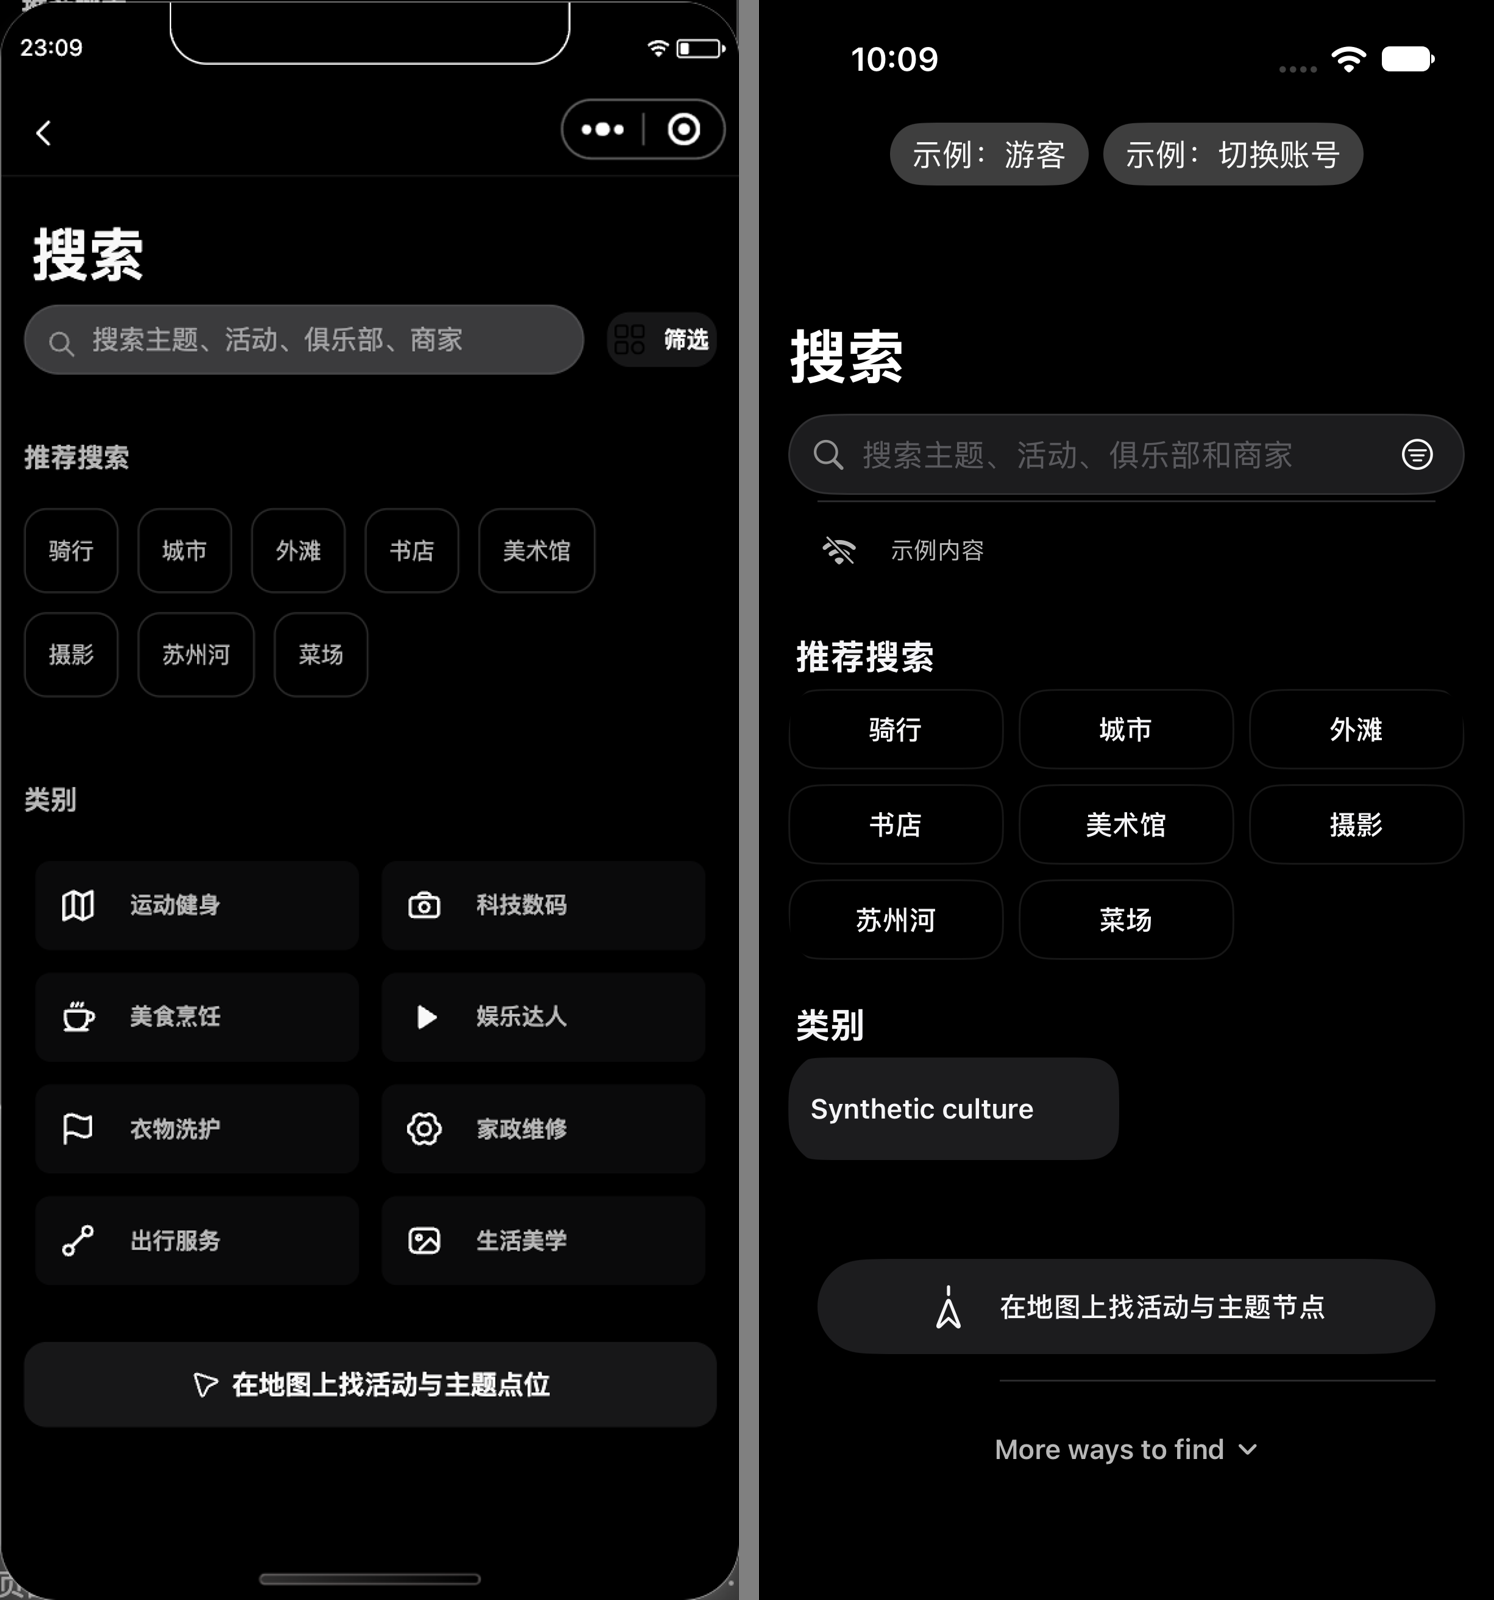 23:09
搜索
搜索主题、活动、俱乐部、商家
筛选
推荐搜索
骑行
城市
外滩
书店
美术馆
摄影
苏州河
菜场
类别
运动健身
科技数码
美食烹饪
娱乐达人
衣物洗护
家政维修
出行服务
生活美学
在地图上找活动与主题点位
10:09
示例：游客
示例：切换账号
搜索
搜索主题、活动、俱乐部和商家
示例内容
推荐搜索
骑行
城市
外滩
书店
美术馆
摄影
苏州河
菜场
类别
Synthetic culture
在地图上找活动与主题节点
More ways to find